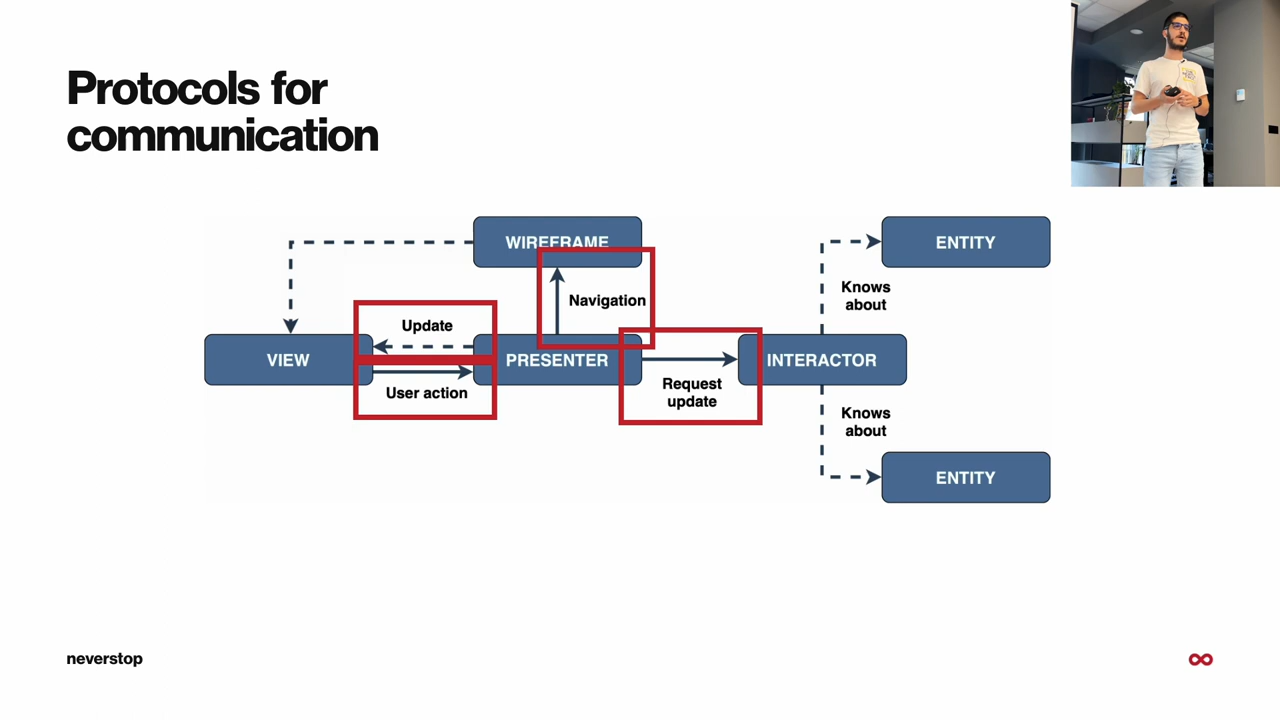 Protocols for
communication
WIREFRAME
ENTITY
Navigation
Knows
about
Update
VIEW
PRESENTER
INTERACTOR
User action
Request
update
Knows
about
ENTITY
neverstop